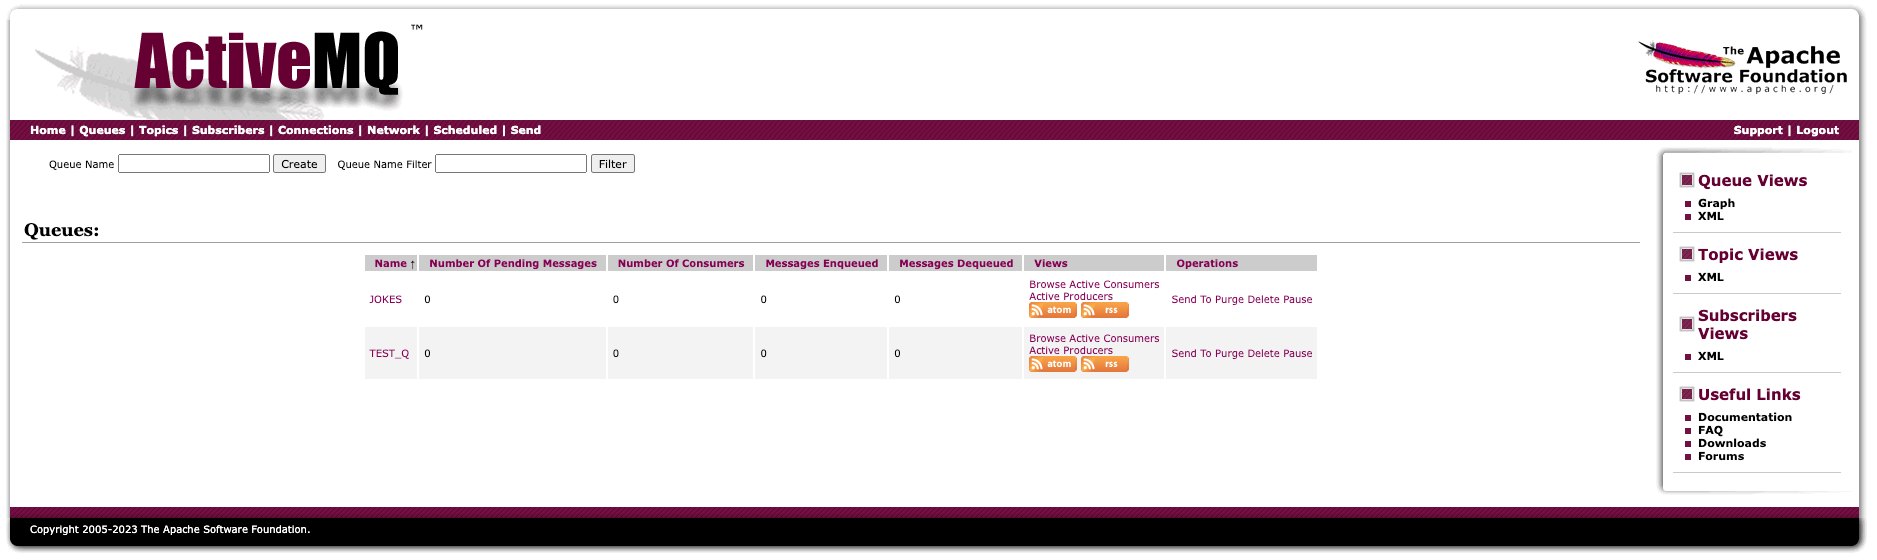 ActiveMQ ™
The Apache
Software Foundation
http://www.apache.org/
Home | Queues | Topics | Subscribers | Connections | Network | Scheduled | Send
Support | Logout
Queue Name Create Queue Name Filter Filter
Queues:
Name ↑ Number Of Pending Messages Number Of Consumers Messages Enqueued Messages Dequeued Views Operations
JOKES 0 0 0 0 Browse Active Consumers
Active Producers
atom rss
Send To Purge Delete Pause
TEST_Q 0 0 0 0 Browse Active Consumers
Active Producers
atom rss
Send To Purge Delete Pause
Queue Views
Graph
XML
Topic Views
XML
Subscribers
Views
XML
Useful Links
Documentation
FAQ
Downloads
Forums
Copyright 2005-2023 The Apache Software Foundation.